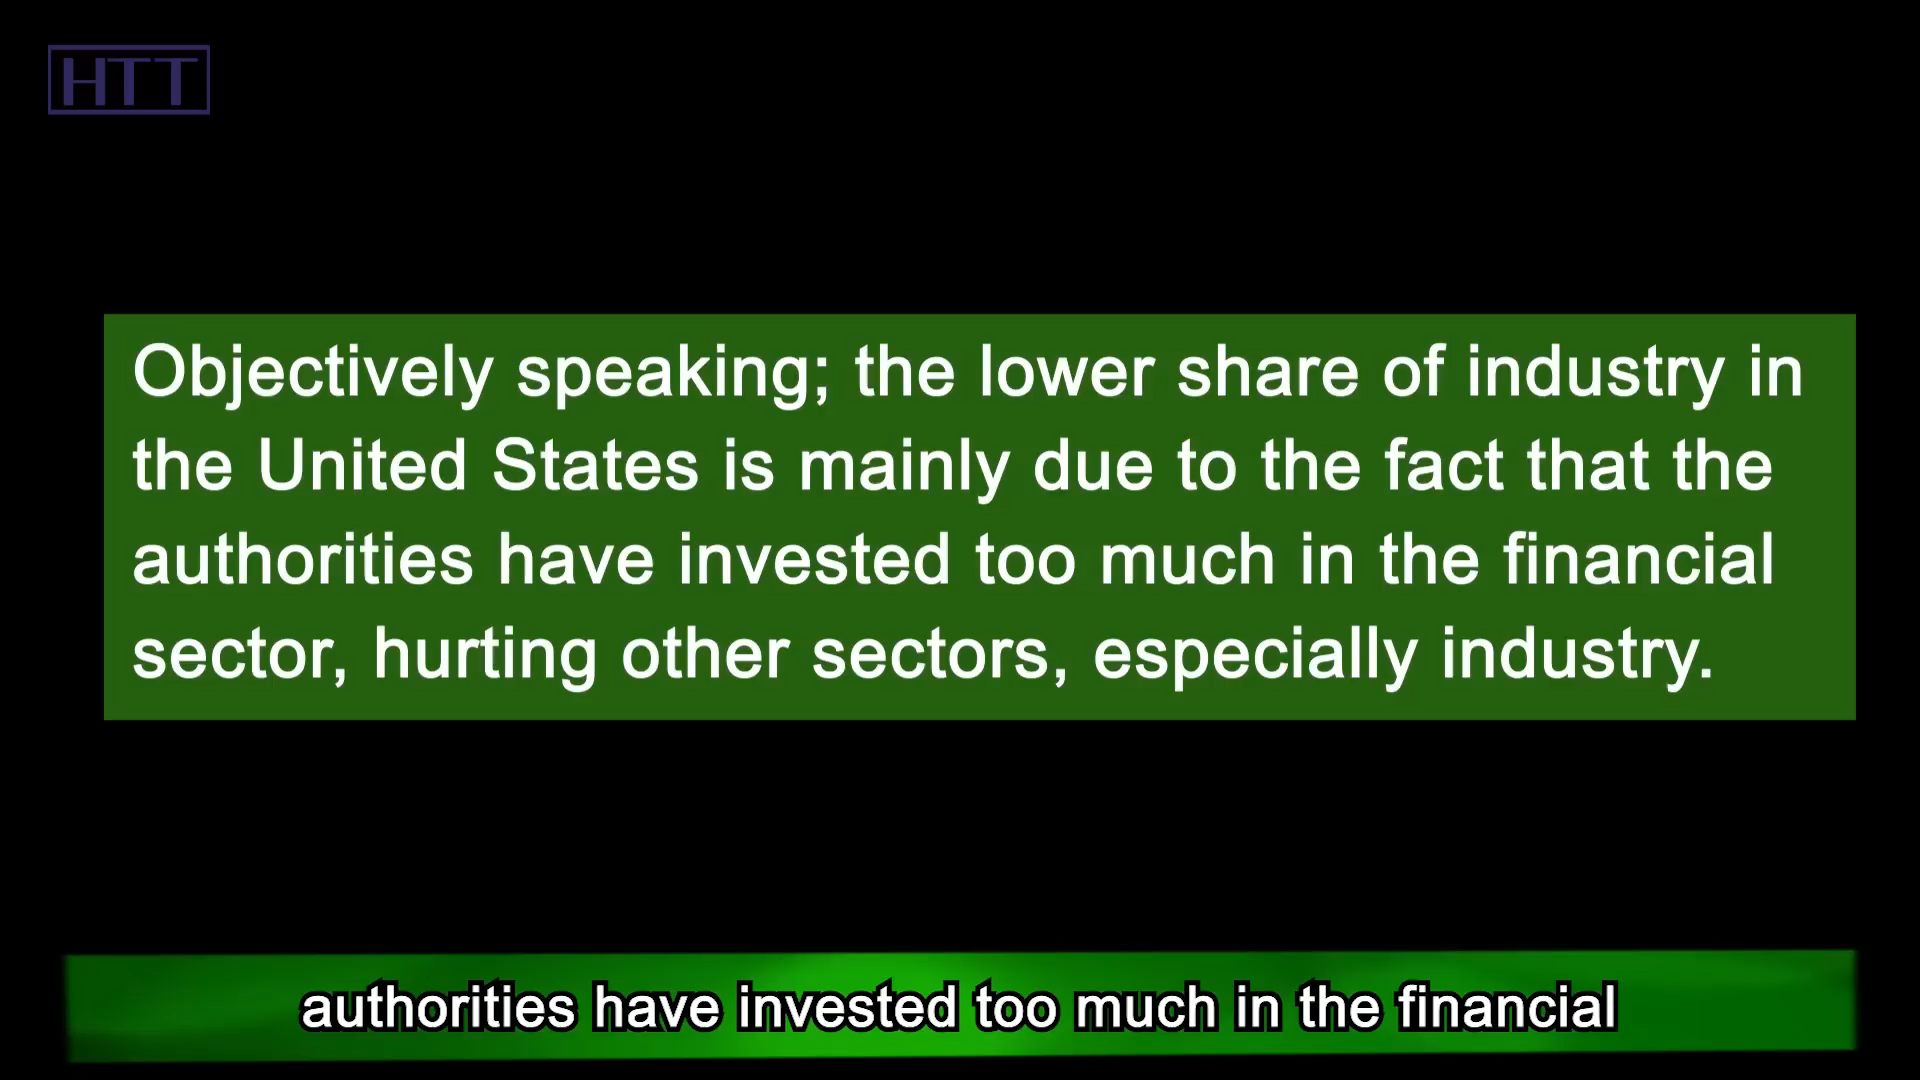 HTT
Objectively speaking; the lower share of industry in
the United States is mainly due to the fact that the
authorities have invested too much in the financial
sector, hurting other sectors, especially industry.
authorities have invested too much in the financial